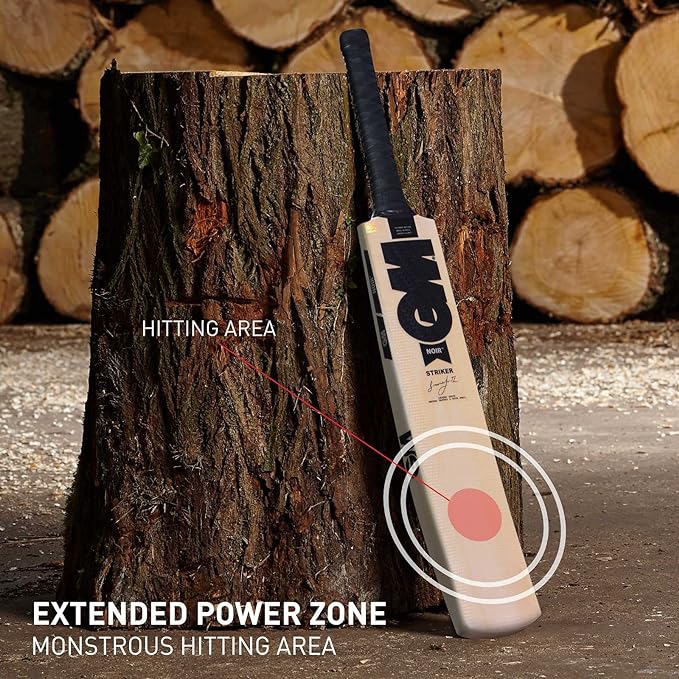 GM
NOIR
STRIKER
HITTING AREA
EXTENDED POWER ZONE
MONSTROUS HITTING AREA